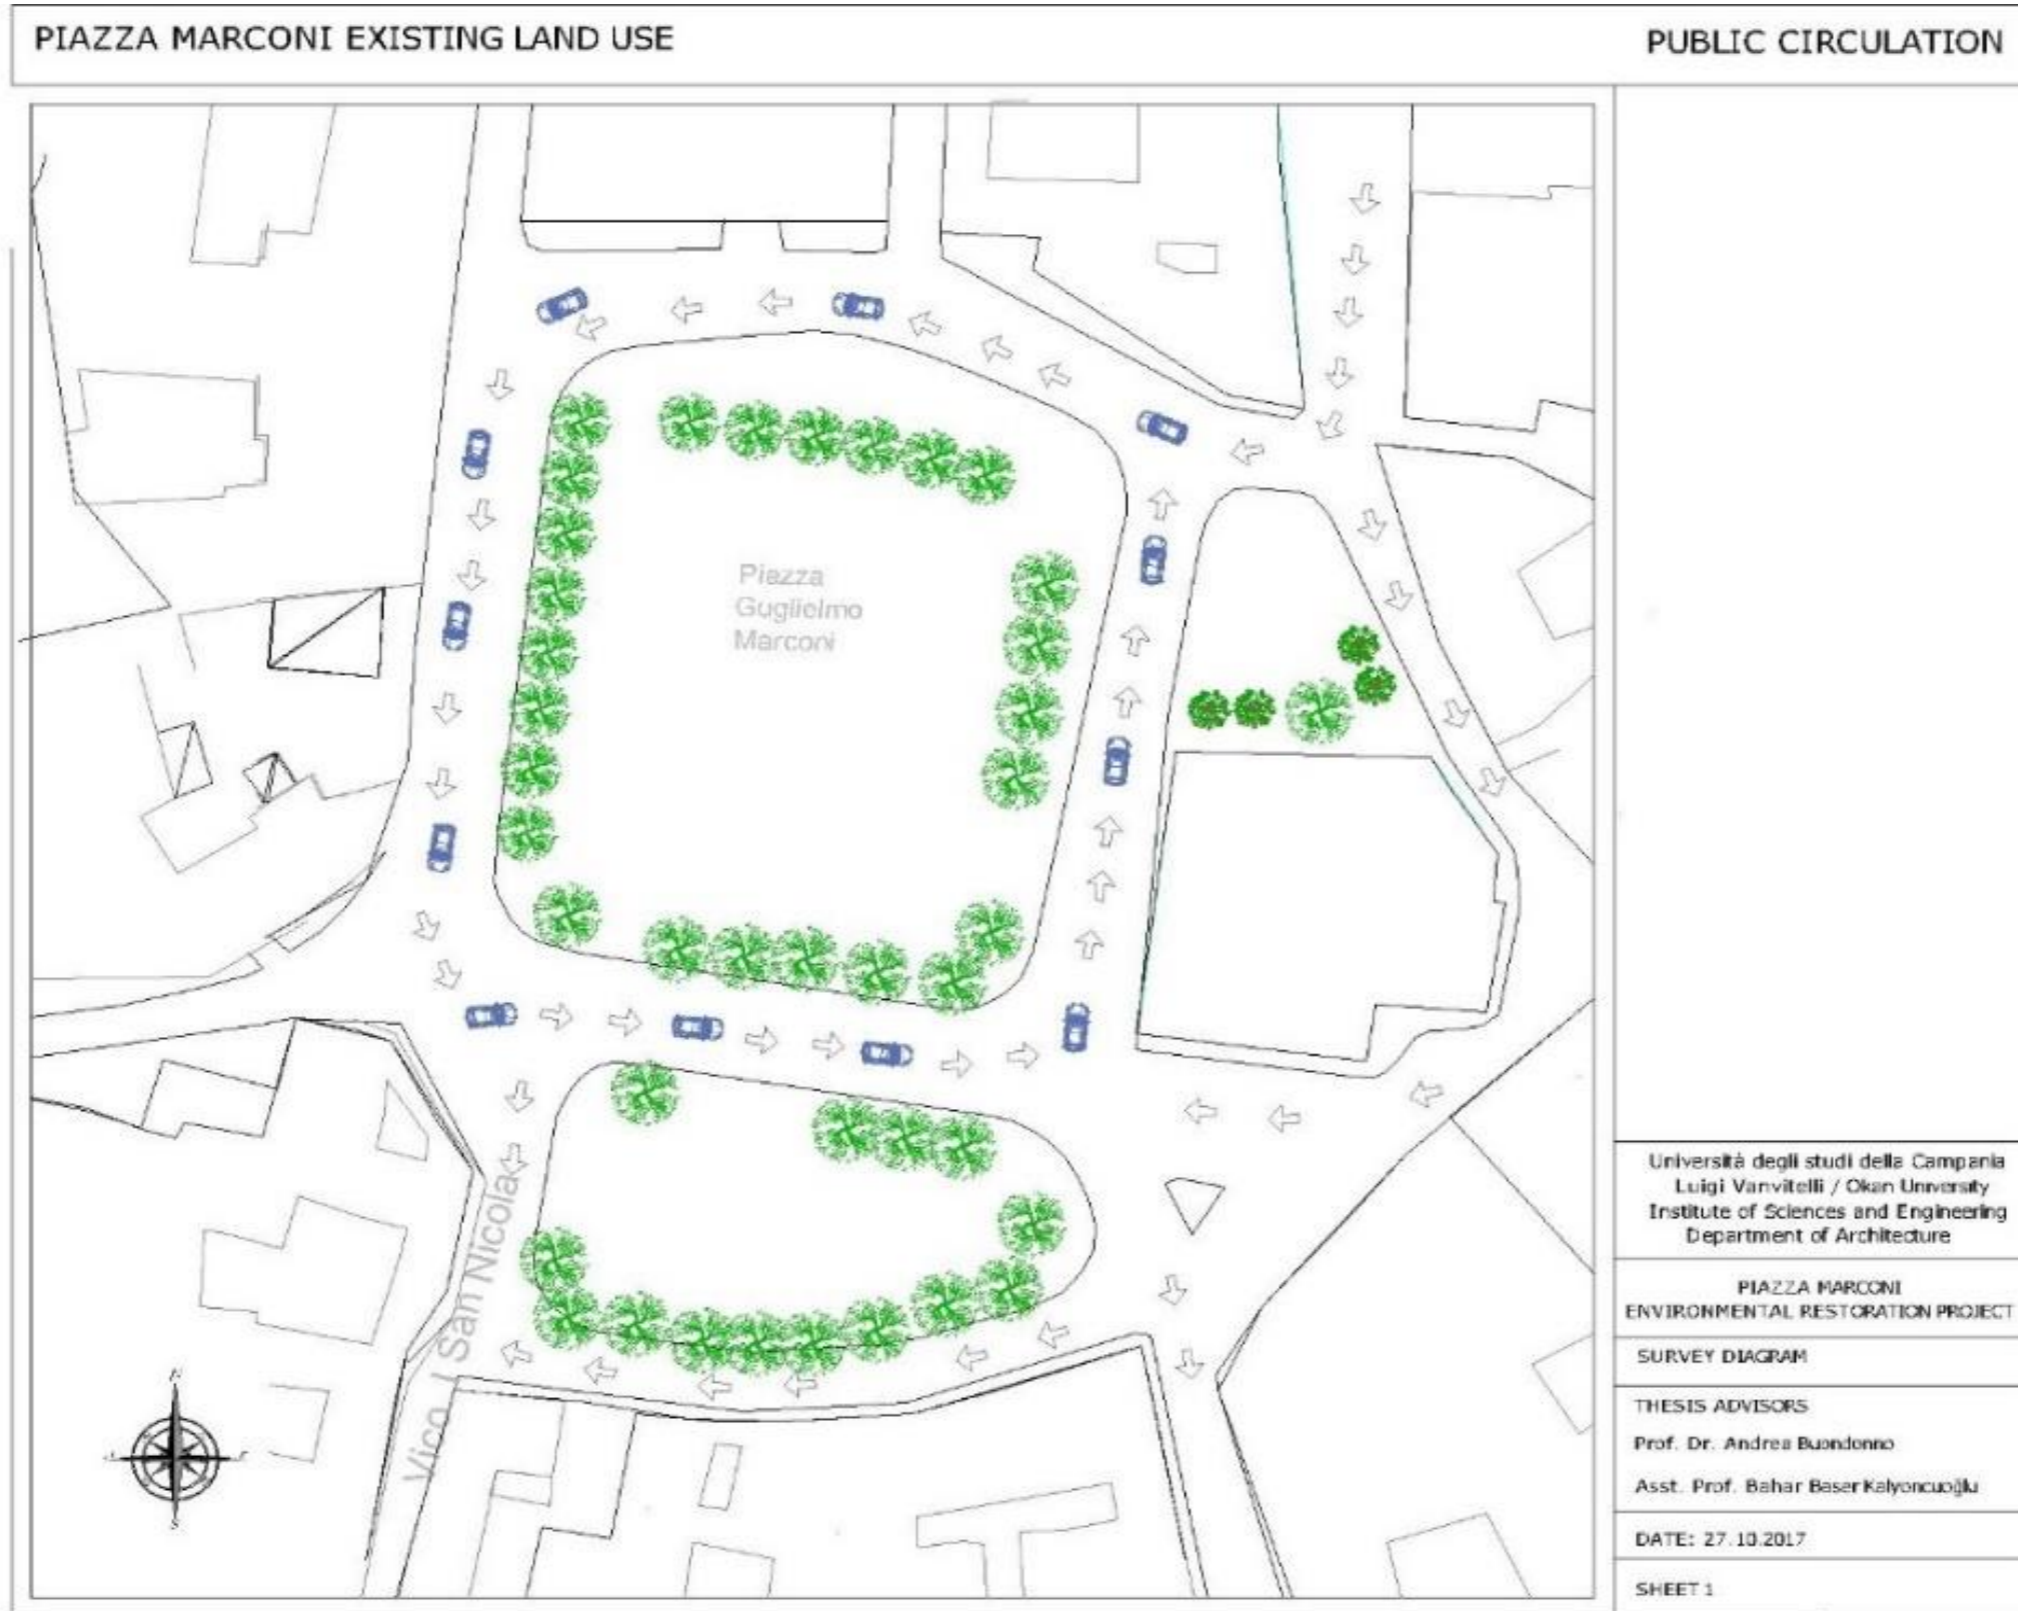 PIAZZA MARCONI EXISTING LAND USE
PUBLIC CIRCULATION
Piazza
Guglielmo
Marconi
Vico I San Nicola
N
S
Università degli studi della Campania
Luigi Vanvitelli / Okan University
Institute of Sciences and Engineering
Department of Architecture
PIAZZA MARCONI
ENVIRONMENTAL RESTORATION PROJECT
SURVEY DIAGRAM
THESIS ADVISORS
Prof. Dr. Andrea Buondonno
Asst. Prof. Bahar Baser Kalyoncuoğlu
DATE: 27.10.2017
SHEET 1